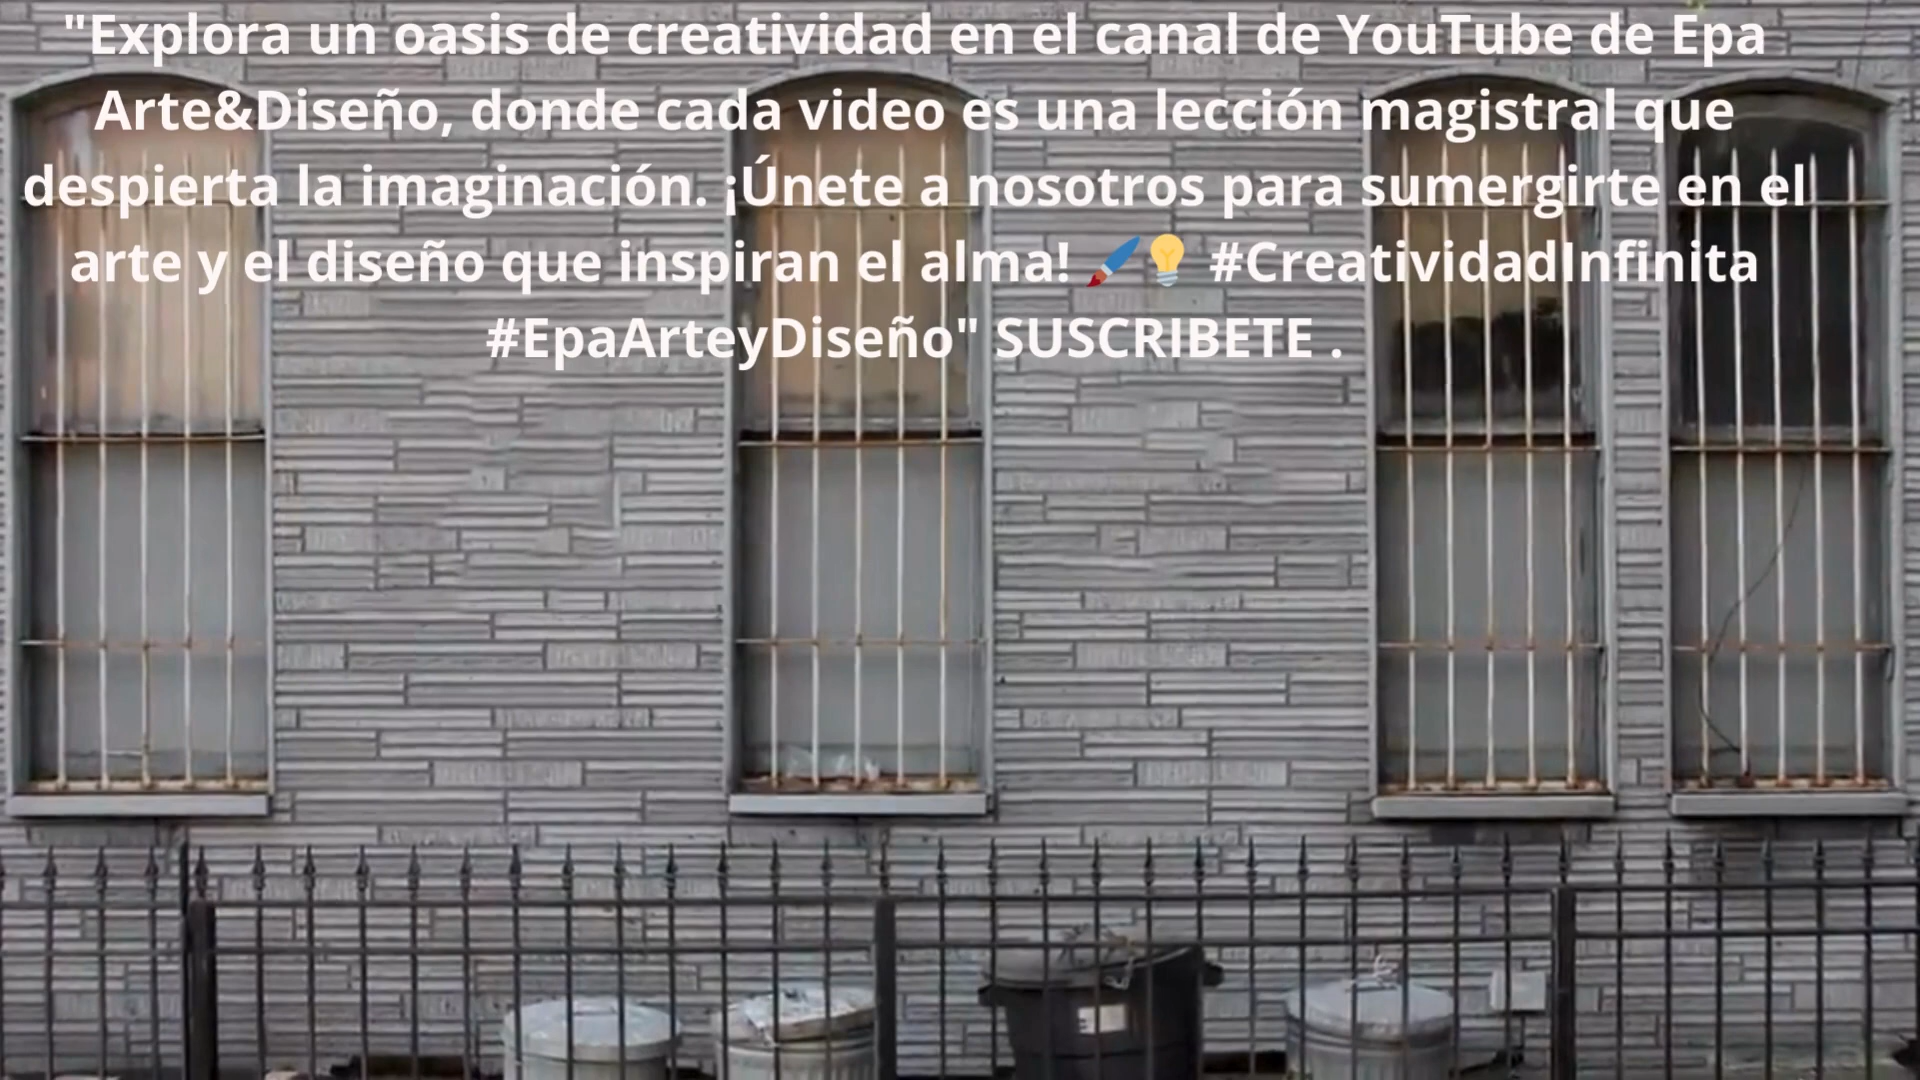 "Explora un oasis de creatividad en el canal de YouTube de Epa
Arte&Diseño, donde cada video es una lección magistral que
despierta la imaginación. ¡Únete a nosotros para sumergirte en el
arte y el diseño que inspiran el alma! 🖌️💡 #CreatividadInfinita
#EpaArteyDiseño" SUSCRIBETE .